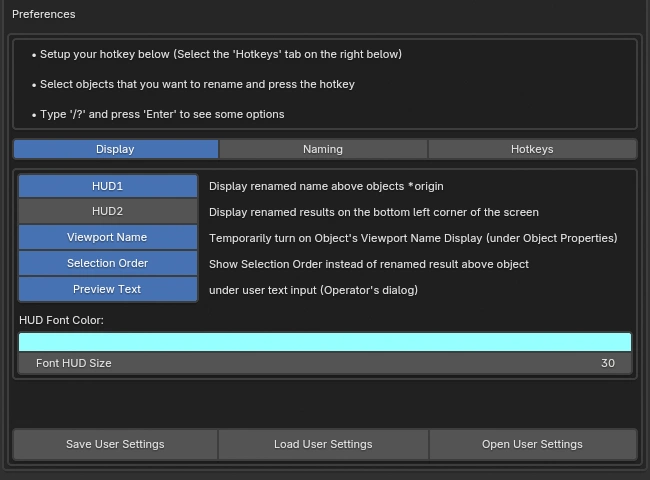 Preferences
• Setup your hotkey below (Select the 'Hotkeys' tab on the right below)
• Select objects that you want to rename and press the hotkey
• Type '/?' and press 'Enter' to see some options
Display Naming Hotkeys
HUD1 Display renamed name above objects *origin
HUD2 Display renamed results on the bottom left corner of the screen
Viewport Name Temporarily turn on Object's Viewport Name Display (under Object Properties)
Selection Order Show Selection Order instead of renamed result above object
Preview Text under user text input (Operator's dialog)
HUD Font Color:
Font HUD Size 30
Save User Settings Load User Settings Open User Settings